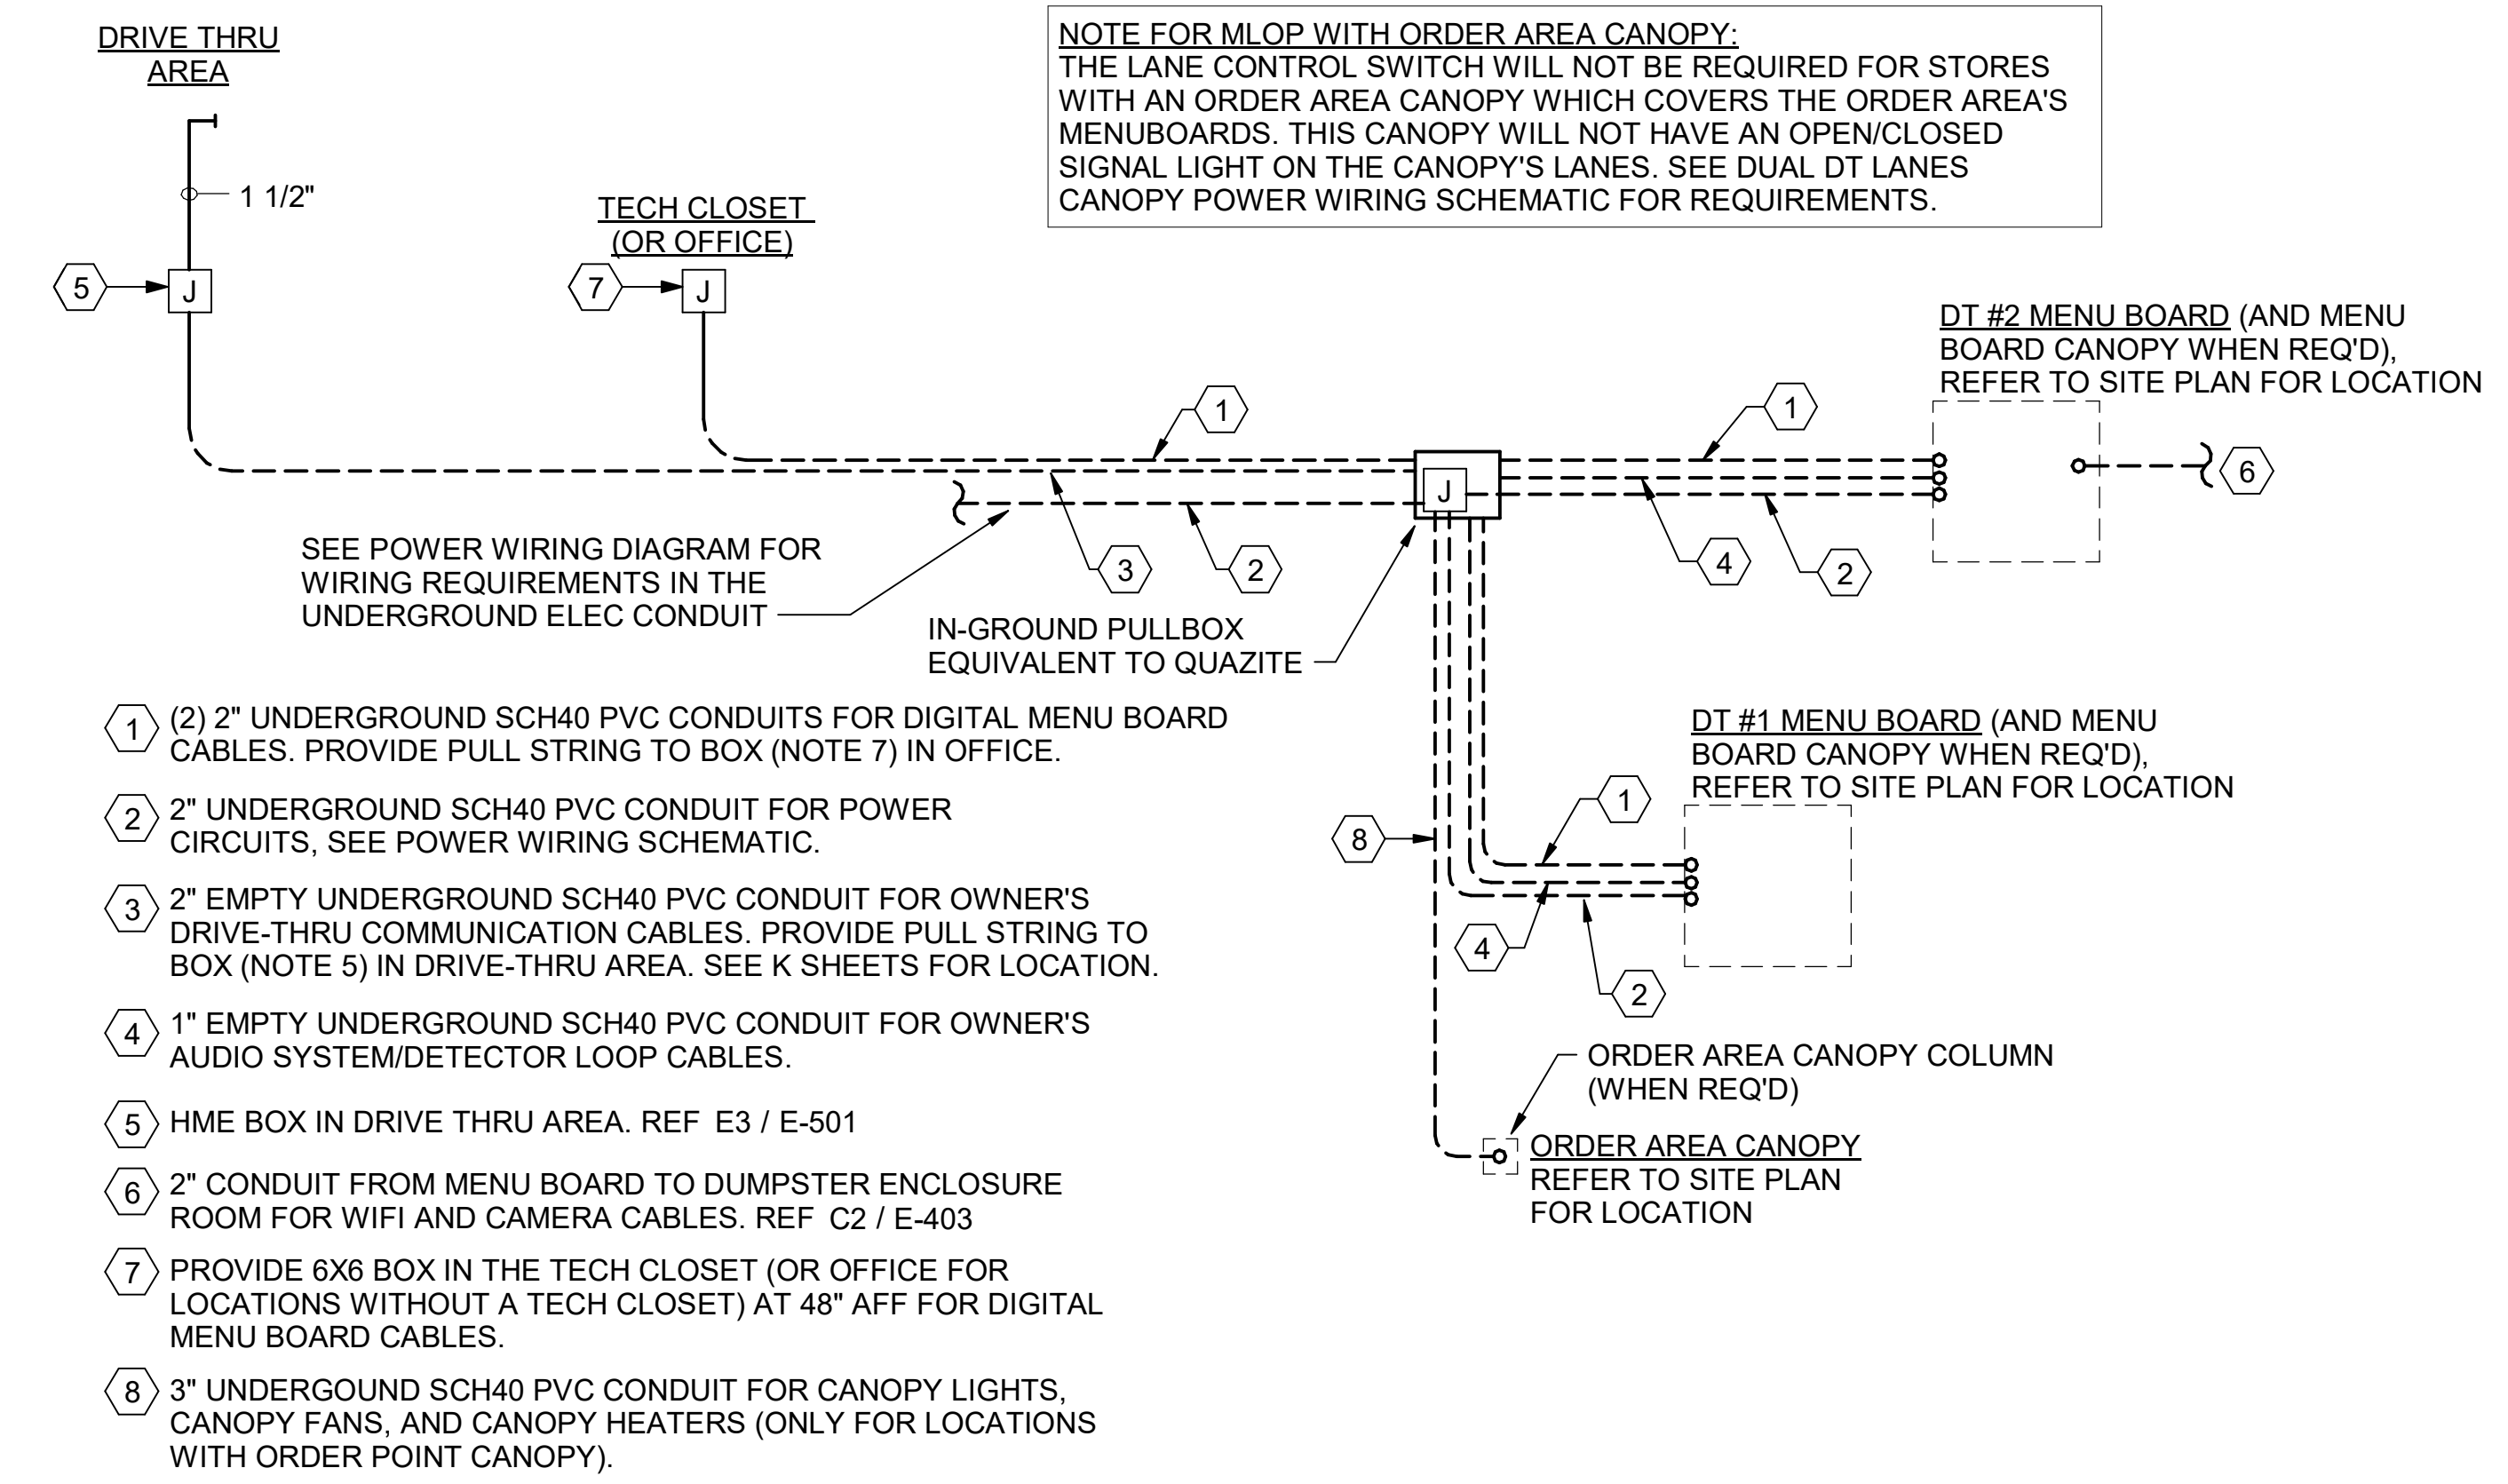 DRIVE THRU
AREA
1 1/2"
5
J
TECH CLOSET
(OR OFFICE)
7
J
NOTE FOR MLOP WITH ORDER AREA CANOPY:
THE LANE CONTROL SWITCH WILL NOT BE REQUIRED FOR STORES
WITH AN ORDER AREA CANOPY WHICH COVERS THE ORDER AREA'S
MENUBOARDS. THIS CANOPY WILL NOT HAVE AN OPEN/CLOSED
SIGNAL LIGHT ON THE CANOPY'S LANES. SEE DUAL DT LANES
CANOPY POWER WIRING SCHEMATIC FOR REQUIREMENTS.
DT #2 MENU BOARD (AND MENU
BOARD CANOPY WHEN REQ'D),
REFER TO SITE PLAN FOR LOCATION
1
1
6
J
3
2
4
2
SEE POWER WIRING DIAGRAM FOR
WIRING REQUIREMENTS IN THE
UNDERGROUND ELEC CONDUIT
IN-GROUND PULLBOX
EQUIVALENT TO QUAZITE
DT #1 MENU BOARD (AND MENU
BOARD CANOPY WHEN REQ'D),
REFER TO SITE PLAN FOR LOCATION
1
8
4
2
ORDER AREA CANOPY COLUMN
(WHEN REQ'D)
ORDER AREA CANOPY
REFER TO SITE PLAN
FOR LOCATION
1 (2) 2" UNDERGROUND SCH40 PVC CONDUITS FOR DIGITAL MENU BOARD
CABLES. PROVIDE PULL STRING TO BOX (NOTE 7) IN OFFICE.
2 2" UNDERGROUND SCH40 PVC CONDUIT FOR POWER
CIRCUITS, SEE POWER WIRING SCHEMATIC.
3 2" EMPTY UNDERGROUND SCH40 PVC CONDUIT FOR OWNER'S
DRIVE-THRU COMMUNICATION CABLES. PROVIDE PULL STRING TO
BOX (NOTE 5) IN DRIVE-THRU AREA. SEE K SHEETS FOR LOCATION.
4 1" EMPTY UNDERGROUND SCH40 PVC CONDUIT FOR OWNER'S
AUDIO SYSTEM/DETECTOR LOOP CABLES.
5 HME BOX IN DRIVE THRU AREA. REF E3 / E-501
6 2" CONDUIT FROM MENU BOARD TO DUMPSTER ENCLOSURE
ROOM FOR WIFI AND CAMERA CABLES. REF C2 / E-403
7 PROVIDE 6X6 BOX IN THE TECH CLOSET (OR OFFICE FOR
LOCATIONS WITHOUT A TECH CLOSET) AT 48" AFF FOR DIGITAL
MENU BOARD CABLES.
8 3" UNDERGOUND SCH40 PVC CONDUIT FOR CANOPY LIGHTS,
CANOPY FANS, AND CANOPY HEATERS (ONLY FOR LOCATIONS
WITH ORDER POINT CANOPY).